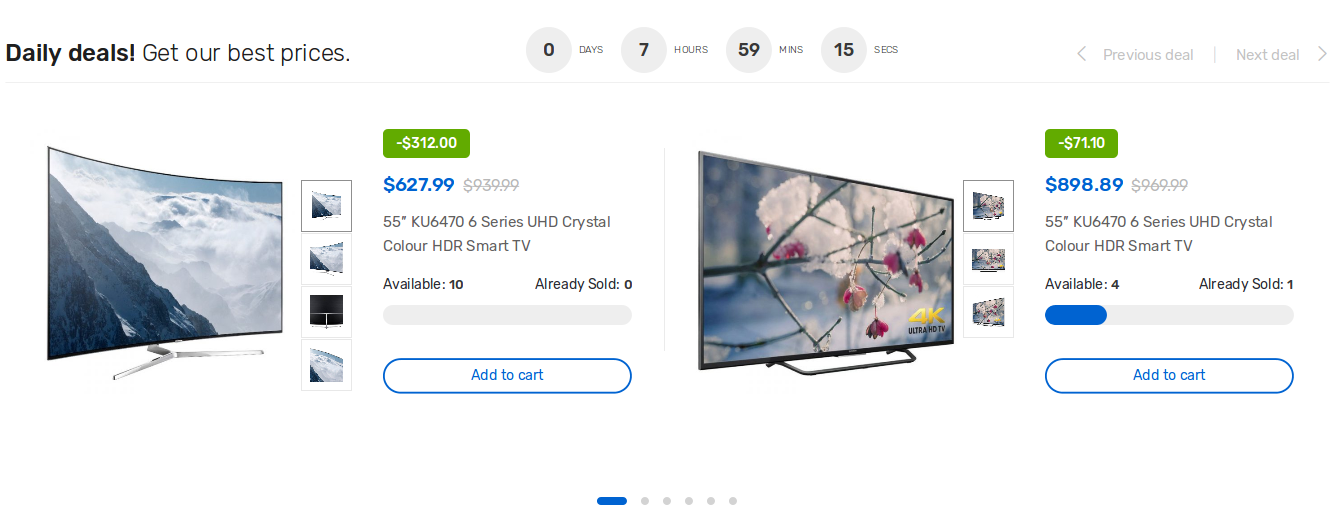 Daily deals! Get our best prices.
0 DAYS 7 HOURS 59 MINS 15 SECS
Previous deal | Next deal
-$312.00
$627.99 $939.99
55” KU6470 6 Series UHD Crystal
Colour HDR Smart TV
Available: 10 Already Sold: 0
Add to cart
4K
ULTRA HD TV
-$71.10
$898.89 $969.99
55” KU6470 6 Series UHD Crystal
Colour HDR Smart TV
Available: 4 Already Sold: 1
Add to cart